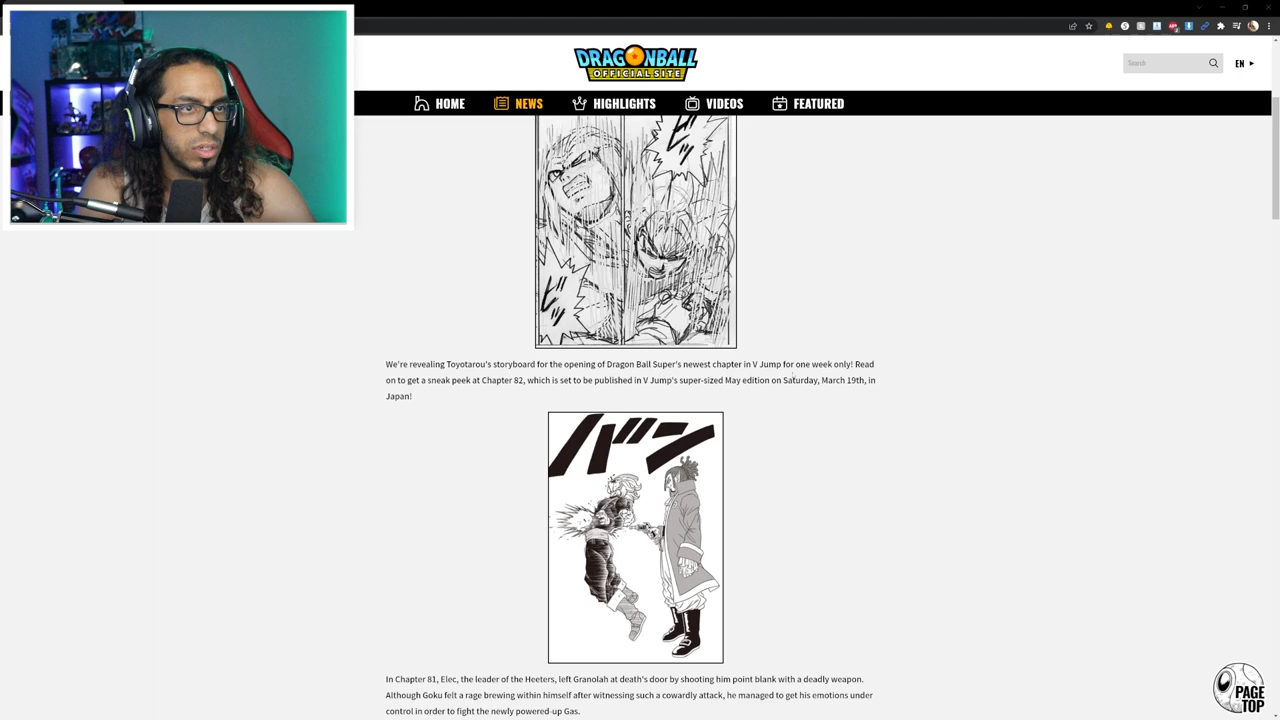 DRAGONBALL
OFFICIAL SITE
Search
EN
HOME
NEWS
HIGHLIGHTS
VIDEOS
FEATURED
We're revealing Toyotarou's storyboard for the opening of Dragon Ball Super's newest chapter in V Jump for one week only! Read
on to get a sneak peek at Chapter 82, which is set to be published in V Jump's super-sized May edition on Saturday, March 19th, in
Japan!
バンッ
In Chapter 81, Elec, the leader of the Heeters, left Granolah at death's door by shooting him point blank with a deadly weapon.
Although Goku felt a rage brewing within himself after witnessing such a cowardly attack, he managed to get his emotions under
control in order to fight the newly powered-up Gas.
PAGE
TOP